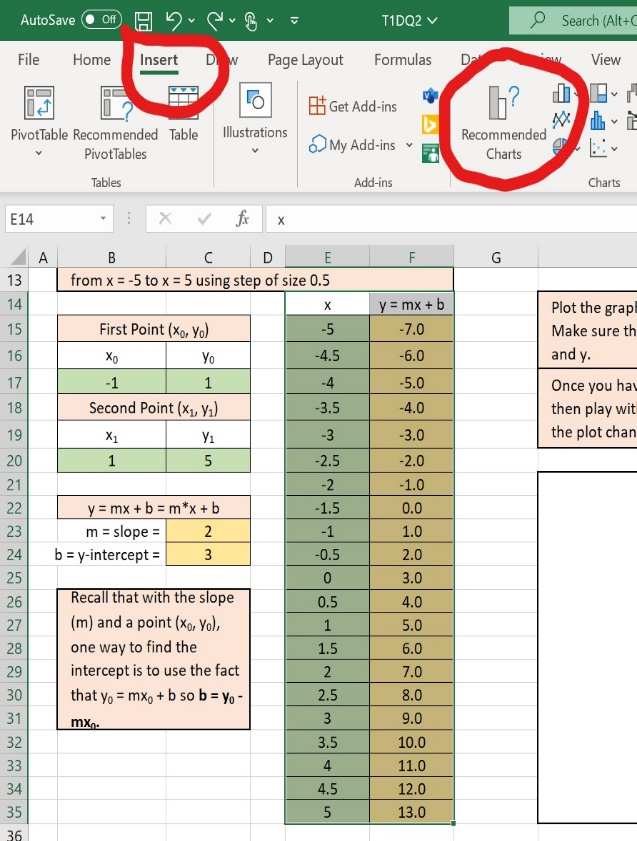 AutoSave Off T1DQ2 Search (Alt+
File Home Insert Page Layout Formulas View
PivotTable Recommended PivotTables Table Illustrations Get Add-ins My Add-ins Recommended Charts
Tables Add-ins Charts
E14 fx x
A B C D E F G
13 from x = -5 to x = 5 using step of size 0.5
14 x y = mx + b Plot the grap
15 First Point (x₀, y₀) -5 -7.0 Make sure th
16 x₀ y₀ -4.5 -6.0 and y.
17 -1 1 -4 -5.0 Once you hav
18 Second Point (x₁, y₁) -3.5 -4.0 then play wit
19 x₁ y₁ -3 -3.0 the plot chan
20 1 5 -2.5 -2.0
21 -2 -1.0
22 y = mx + b = m*x + b -1.5 0.0
23 m = slope = 2 -1 1.0
24 b = y-intercept = 3 -0.5 2.0
25 0 3.0
26 Recall that with the slope 0.5 4.0
27 (m) and a point (x₀, y₀), 1 5.0
28 one way to find the 1.5 6.0
29 intercept is to use the fact 2 7.0
30 that y₀ = mx₀ + b so b = y₀ - 2.5 8.0
31 mx₀. 3 9.0
32 3.5 10.0
33 4 11.0
34 4.5 12.0
35 5 13.0
36